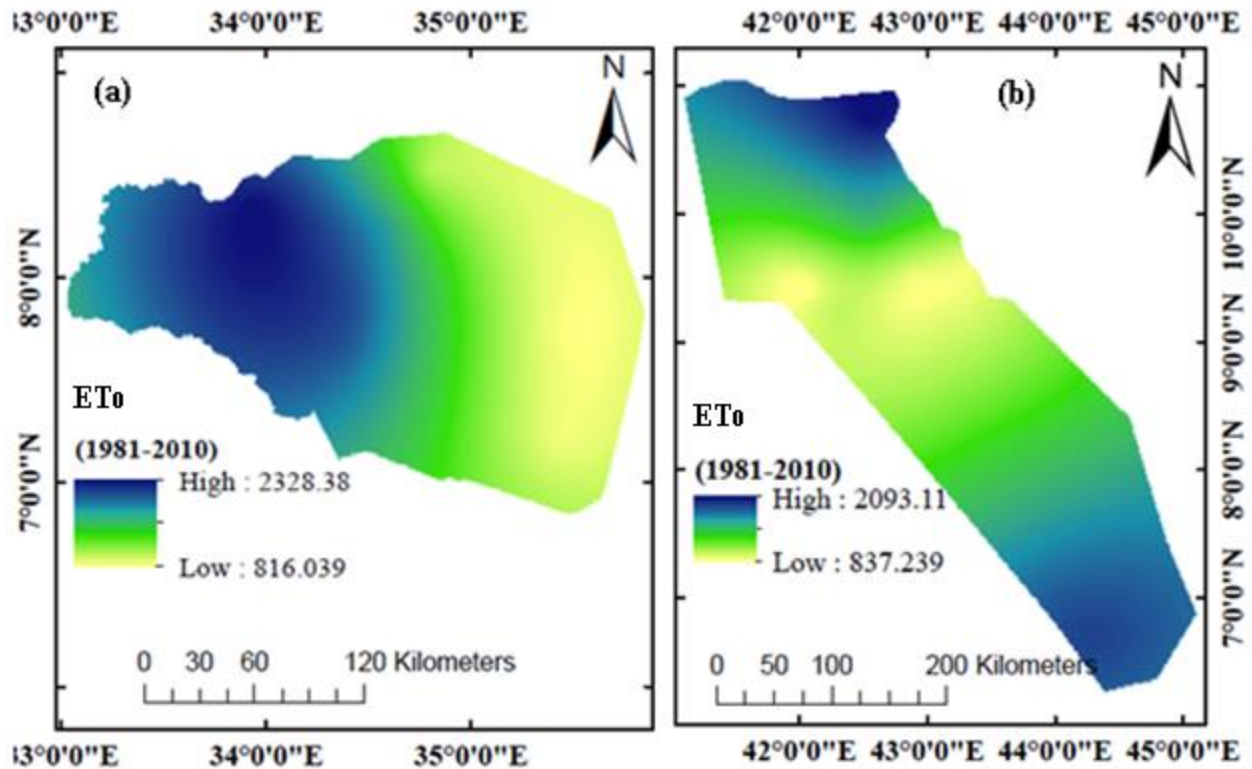 3°0'0"E 34°0'0"E 35°0'0"E
42°0'0"E 43°0'0"E 44°0'0"E 45°0'0"E
(a)
N
8°0'0"N
7°0'0"N
ETo
(1981-2010)
High : 2328.38
Low : 816.039
0 30 60 120 Kilometers
3°0'0"E 34°0'0"E 35°0'0"E
(b)
N
10°0'0"N
9°0'0"N
8°0'0"N
7°0'0"N
ETo
(1981-2010)
High : 2093.11
Low : 837.239
0 50 100 200 Kilometers
42°0'0"E 43°0'0"E 44°0'0"E 45°0'0"E